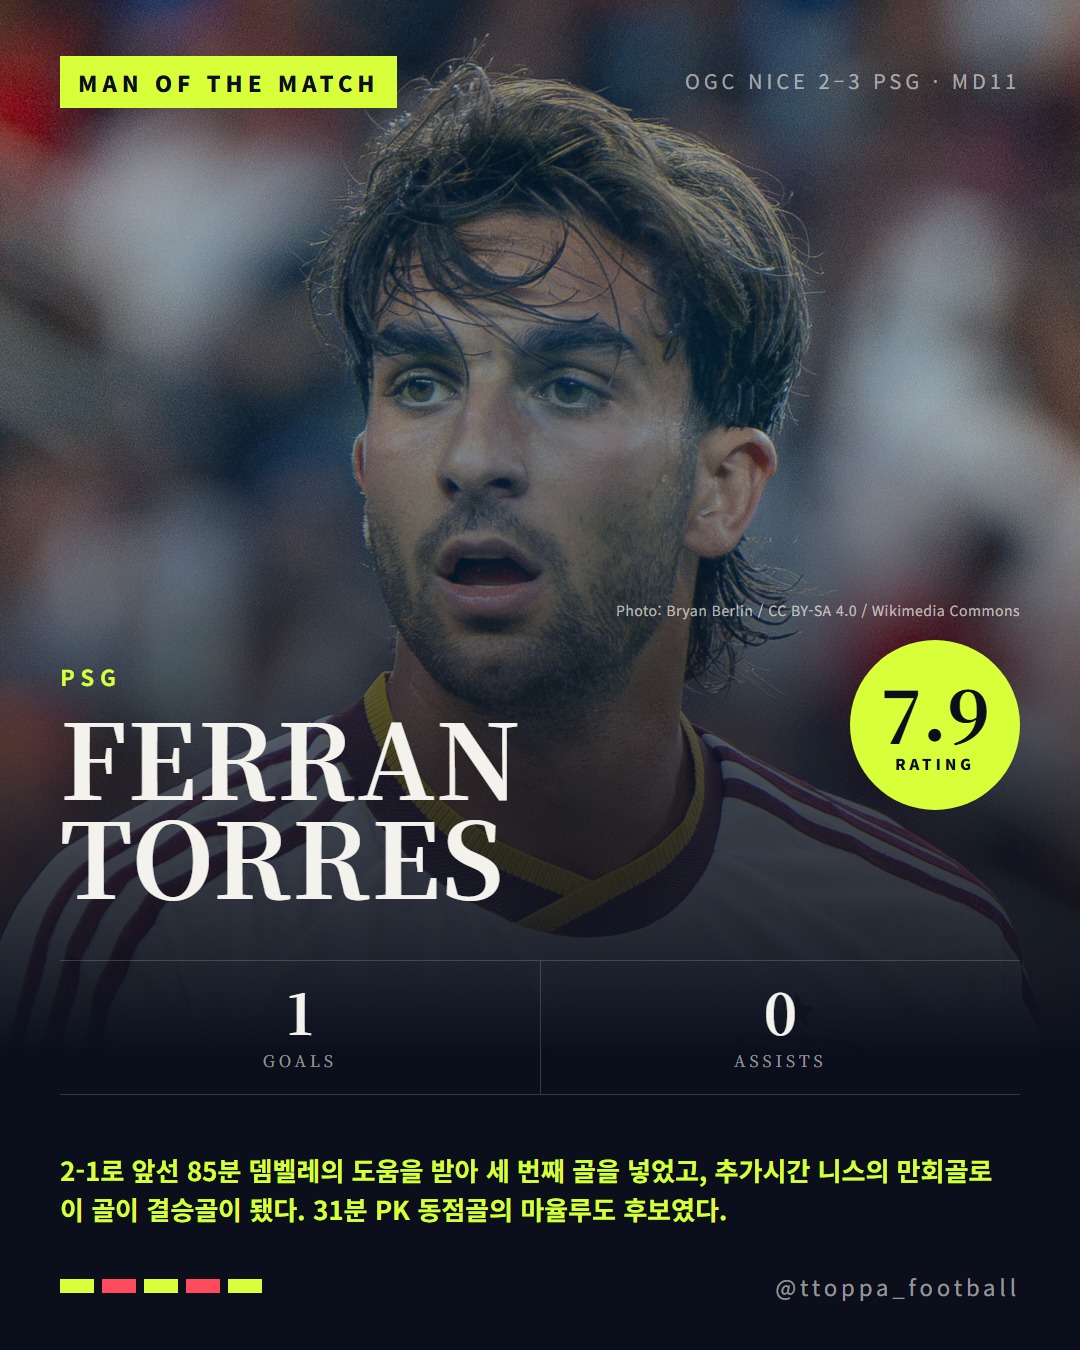 MAN OF THE MATCH
OGC NICE 2–3 PSG · MD11
Photo: Bryan Berlin / CC BY-SA 4.0 / Wikimedia Commons
PSG
FERRAN
TORRES
7.9
RATING
1
GOALS
0
ASSISTS
2-1로 앞선 85분 뎀벨레의 도움을 받아 세 번째 골을 넣었고, 추가시간 니스의 만회골로
이 골이 결승골이 됐다. 31분 PK 동점골의 마율루도 후보였다.
@ttoppa_football